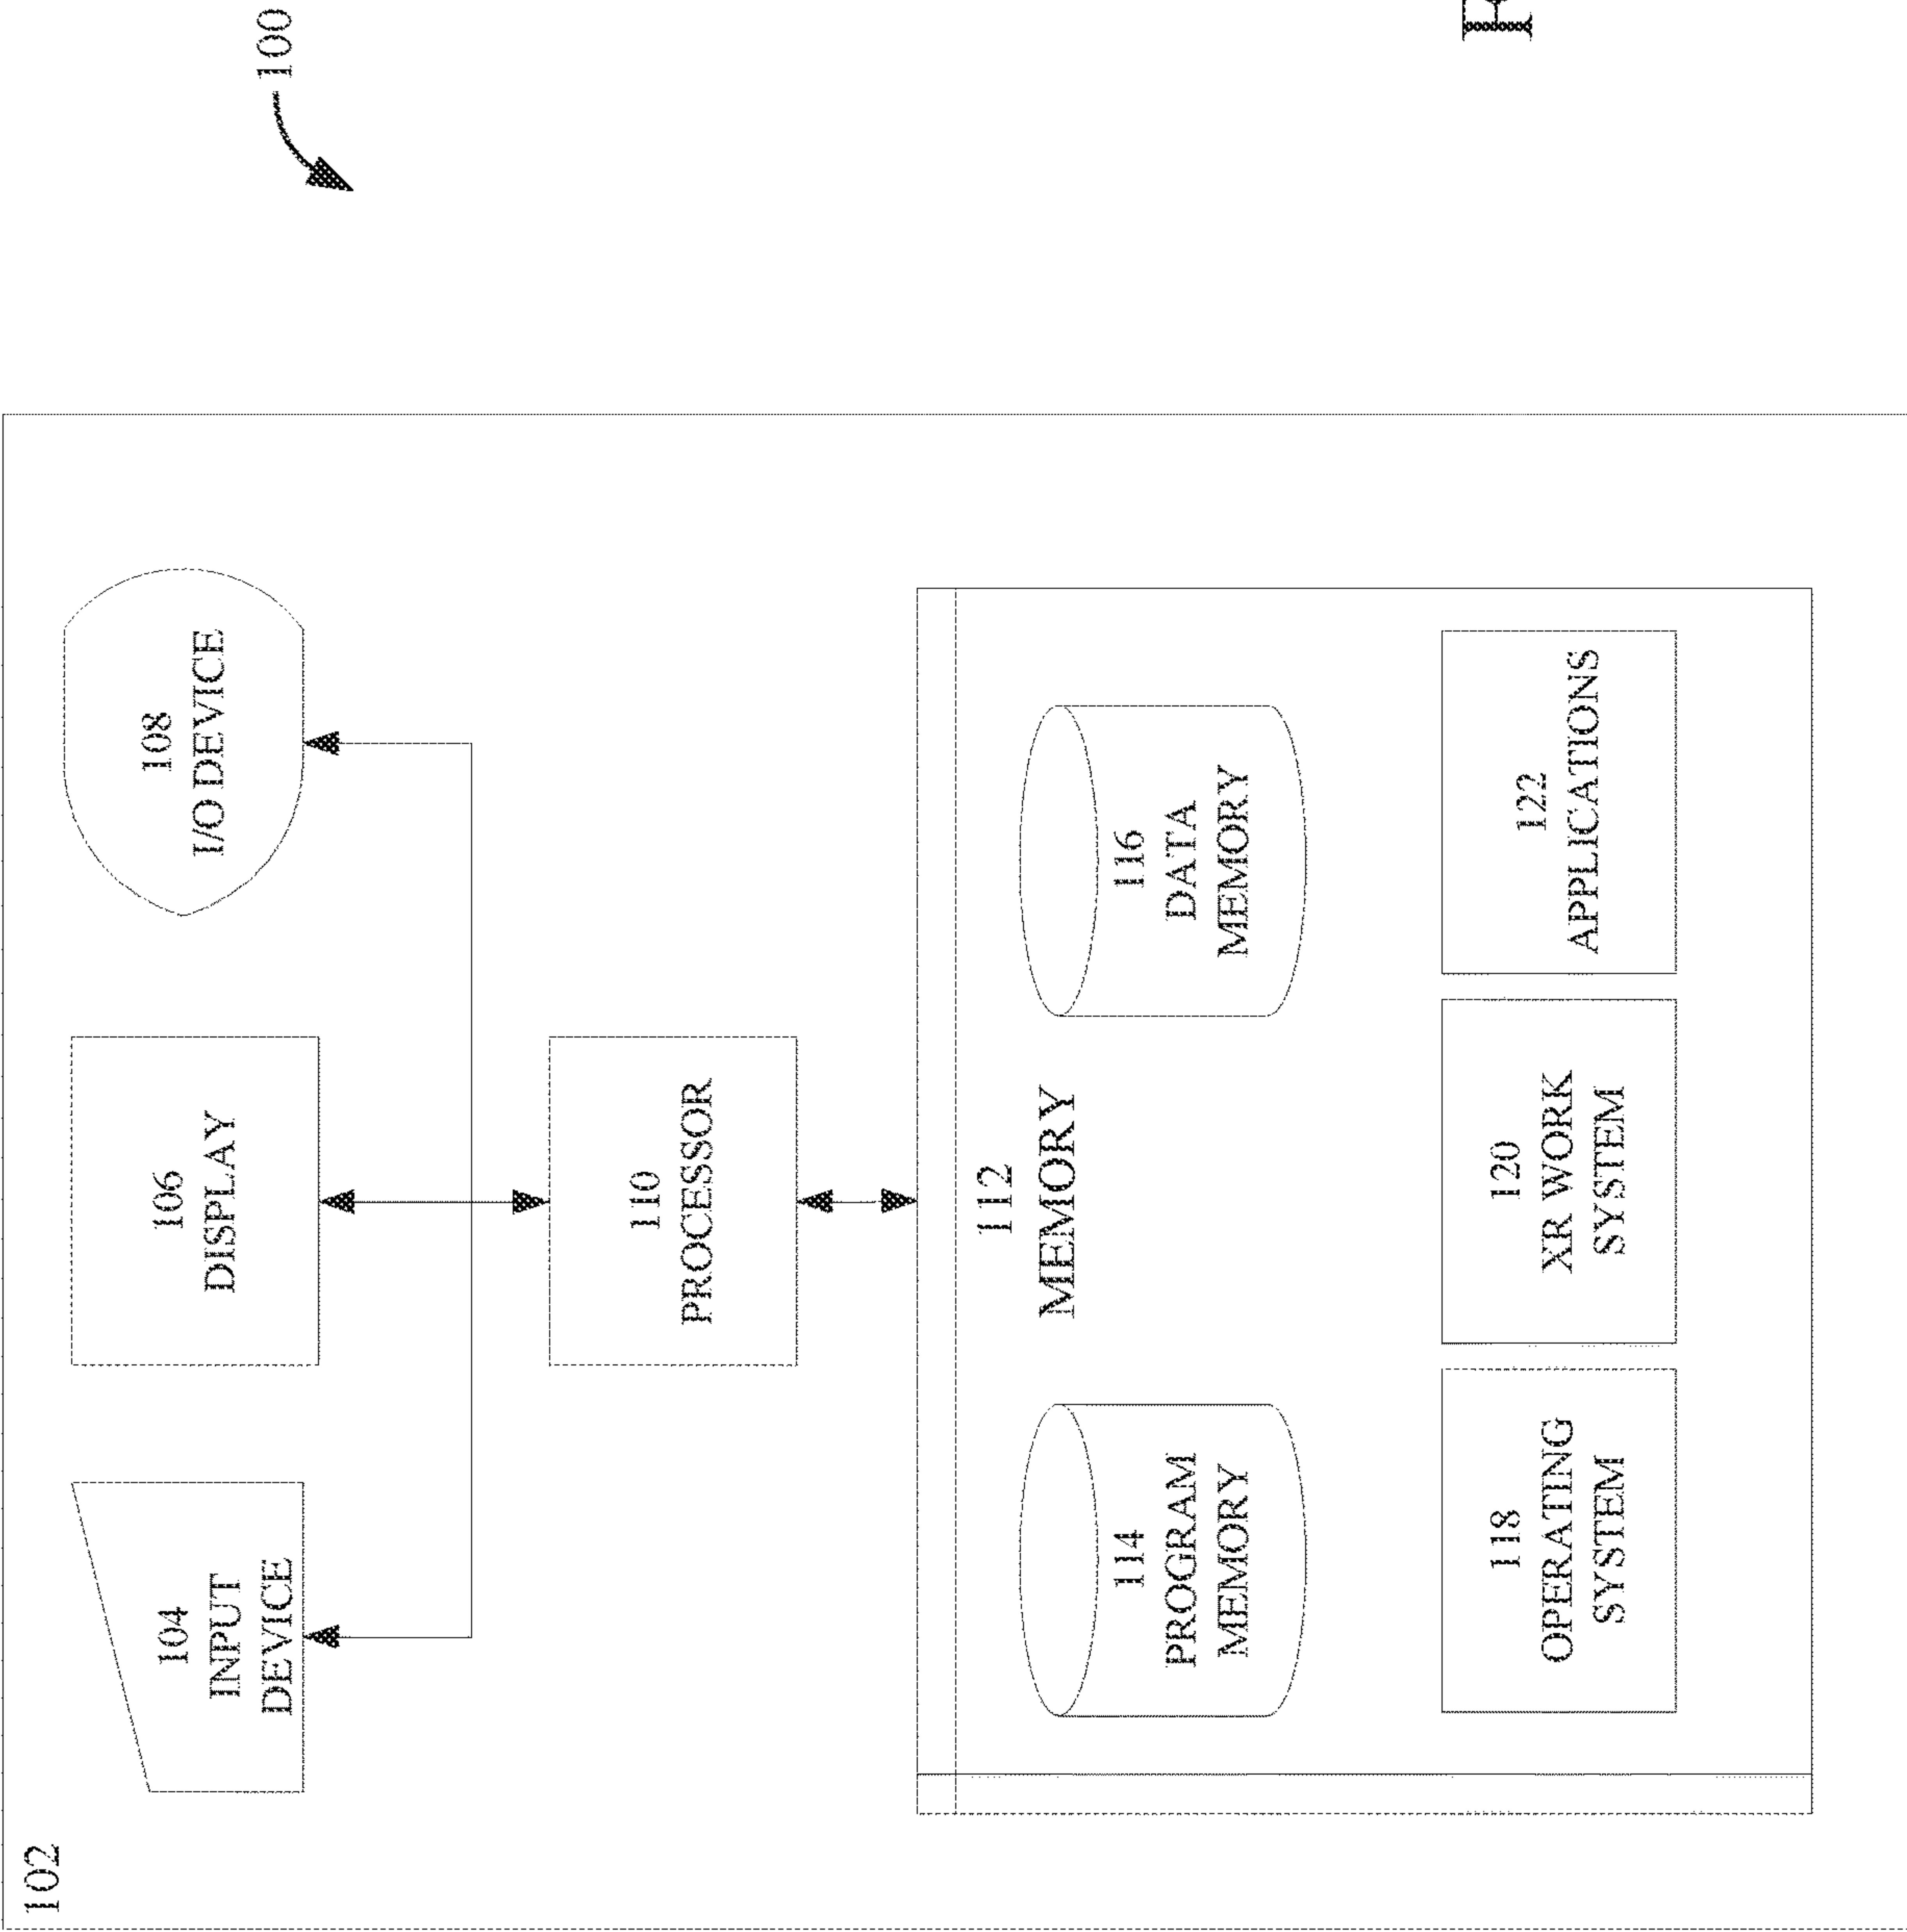 102
100
104
INPUT
DEVICE
106
DISPLAY
108
I/O DEVICE
110
PROCESSOR
112
MEMORY
114
PROGRAM
MEMORY
116
DATA
MEMORY
118
OPERATING
SYSTEM
120
XR WORK
SYSTEM
122
APPLICATIONS